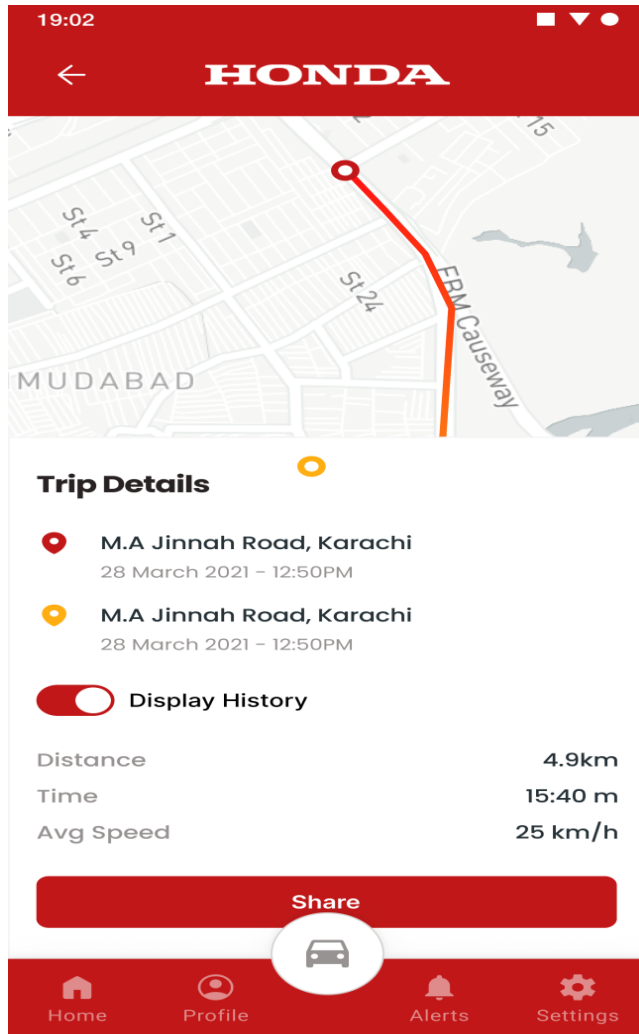 19:02
HONDA
15
St 4
St 1
St 9
St 6
St 24
FRM Causeway
MUDABAD
Trip Details
M.A Jinnah Road, Karachi
28 March 2021 - 12:50PM
M.A Jinnah Road, Karachi
28 March 2021 - 12:50PM
Display History
Distance 4.9km
Time 15:40 m
Avg Speed 25 km/h
Share
Home Profile Alerts Settings